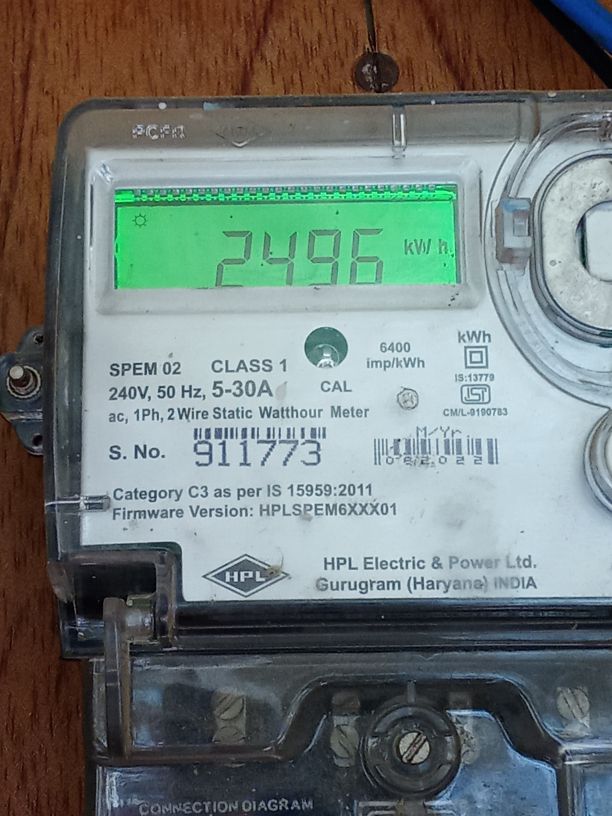 2496 kWh
SPEM 02 CLASS 1
6400 imp/kWh
kWh
IS:13779
240V, 50 Hz, 5-30A CAL
CM/L-9190783
ac, 1Ph, 2 Wire Static Watthour Meter
M/Yr
S. No. 911773
082022
Category C3 as per IS 15959:2011
Firmware Version: HPLSPEM6XXX01
HPL
HPL Electric & Power Ltd.
Gurugram (Haryana) INDIA
CONNECTION DIAGRAM